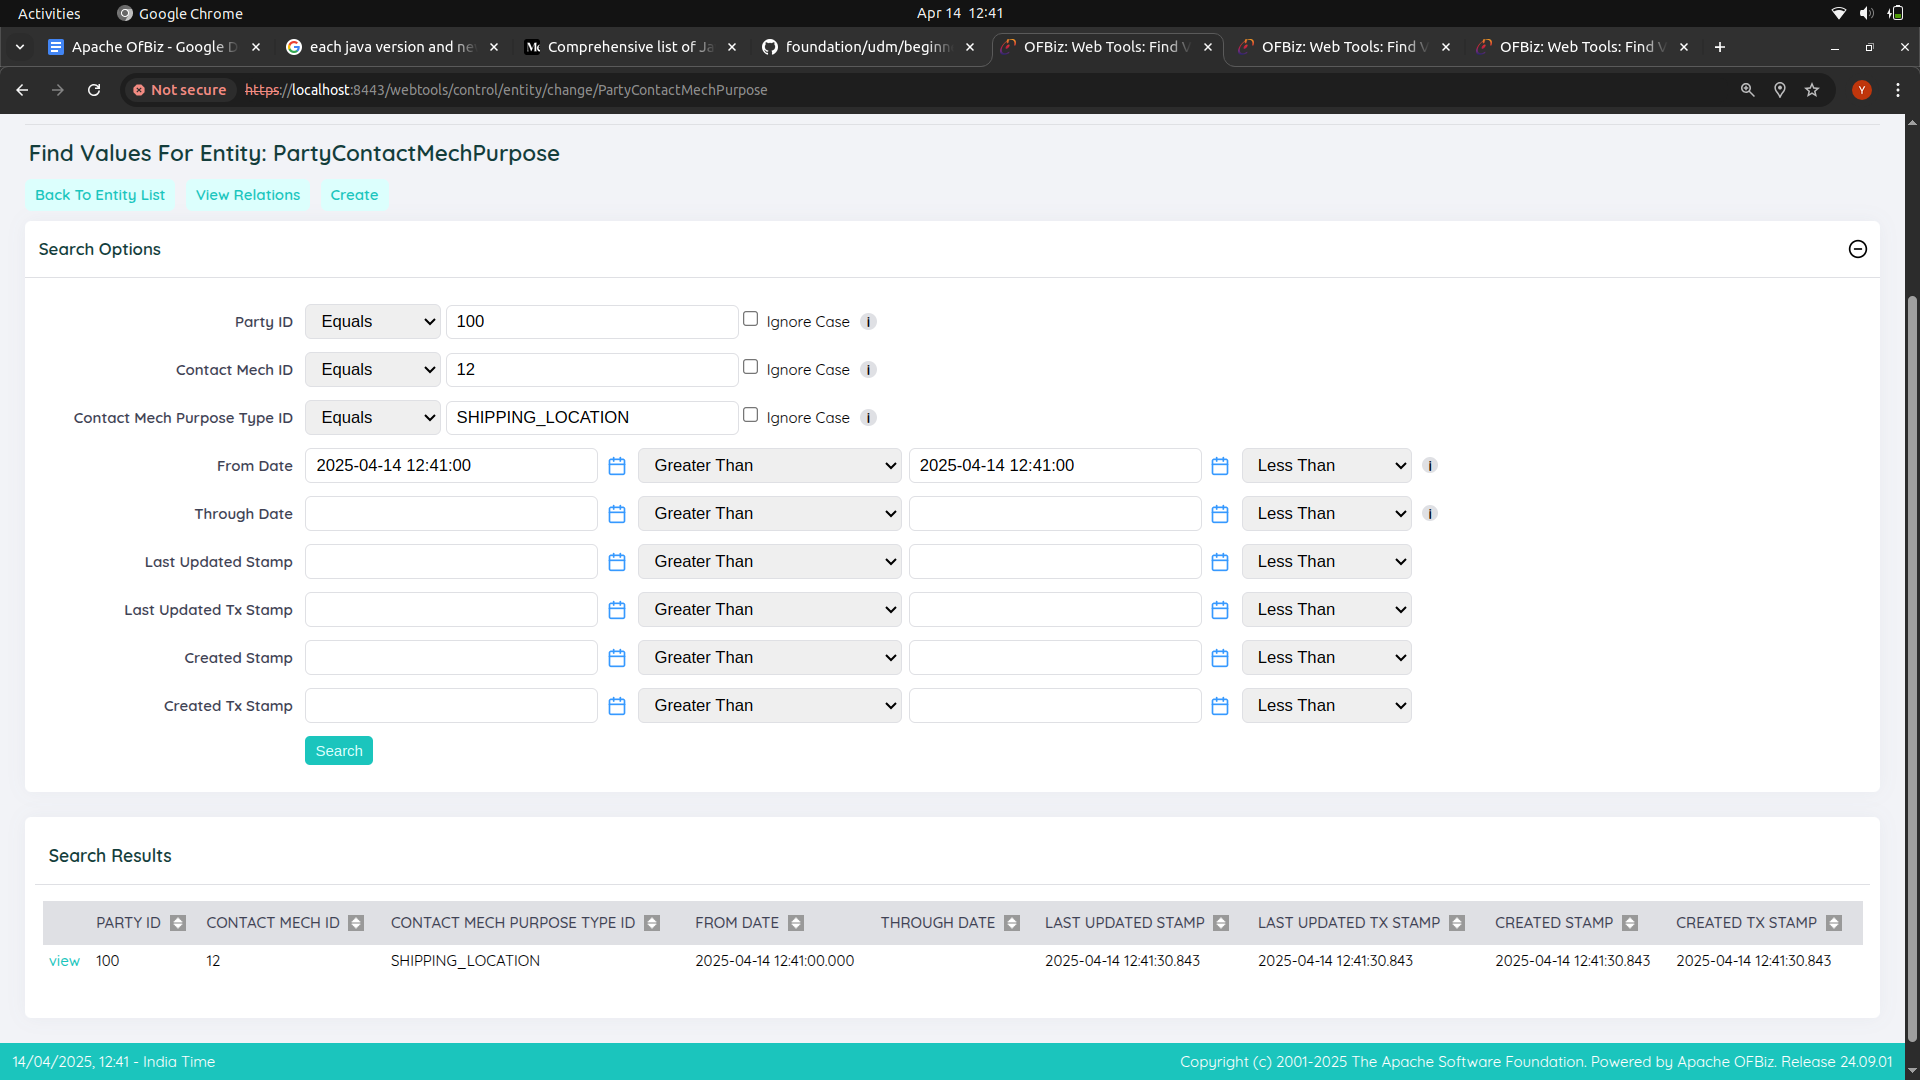 Activities Google Chrome Apr 14 12:41
Apache OfBiz - Google D each java version and ne Comprehensive list of Ja foundation/udm/beginn OFBiz: Web Tools: Find V OFBiz: Web Tools: Find V OFBiz: Web Tools: Find V
Not secure https://localhost:8443/webtools/control/entity/change/PartyContactMechPurpose Y
Find Values For Entity: PartyContactMechPurpose
Back To Entity List View Relations Create
Search Options
Party ID Equals 100 Ignore Case i
Contact Mech ID Equals 12 Ignore Case i
Contact Mech Purpose Type ID Equals SHIPPING_LOCATION Ignore Case i
From Date 2025-04-14 12:41:00 Greater Than 2025-04-14 12:41:00 Less Than i
Through Date Greater Than Less Than i
Last Updated Stamp Greater Than Less Than
Last Updated Tx Stamp Greater Than Less Than
Created Stamp Greater Than Less Than
Created Tx Stamp Greater Than Less Than
Search
Search Results
PARTY ID CONTACT MECH ID CONTACT MECH PURPOSE TYPE ID FROM DATE THROUGH DATE LAST UPDATED STAMP LAST UPDATED TX STAMP CREATED STAMP CREATED TX STAMP
view 100 12 SHIPPING_LOCATION 2025-04-14 12:41:00.000 2025-04-14 12:41:30.843 2025-04-14 12:41:30.843 2025-04-14 12:41:30.843 2025-04-14 12:41:30.843
14/04/2025, 12:41 - India Time Copyright (c) 2001-2025 The Apache Software Foundation. Powered by Apache OFBiz. Release 24.09.01